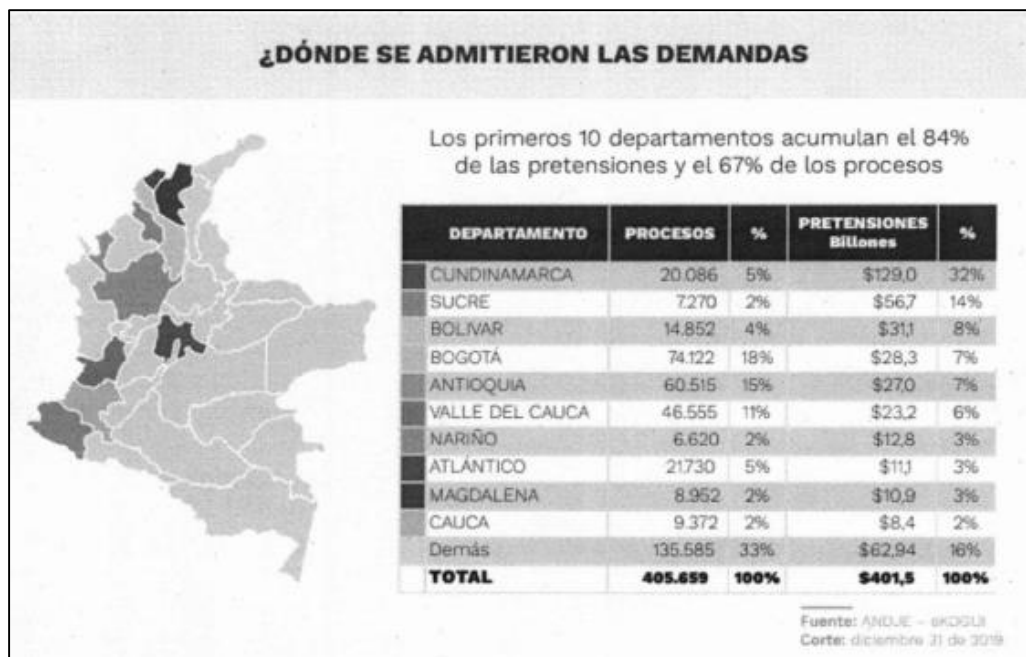 ¿DÓNDE SE ADMITIERON LAS DEMANDAS
Los primeros 10 departamentos acumulan el 84%
de las pretensiones y el 67% de los procesos
DEPARTAMENTO PROCESOS % PRETENSIONES Billones %
CUNDINAMARCA 20.086 5% $129,0 32%
SUCRE 7.270 2% $56,7 14%
BOLIVAR 14.852 4% $31,1 8%
BOGOTÁ 74.122 18% $28,3 7%
ANTIOQUIA 60.515 15% $27,0 7%
VALLE DEL CAUCA 46.555 11% $23,2 6%
NARIÑO 6.620 2% $12,8 3%
ATLÁNTICO 21.730 5% $11,1 3%
MAGDALENA 8.952 2% $10,9 3%
CAUCA 9.372 2% $8,4 2%
Demás 135.585 33% $62,94 16%
TOTAL 405.659 100% $401,5 100%
Fuente: ANDJE – eKOGUI
Corte: diciembre 31 de 2019